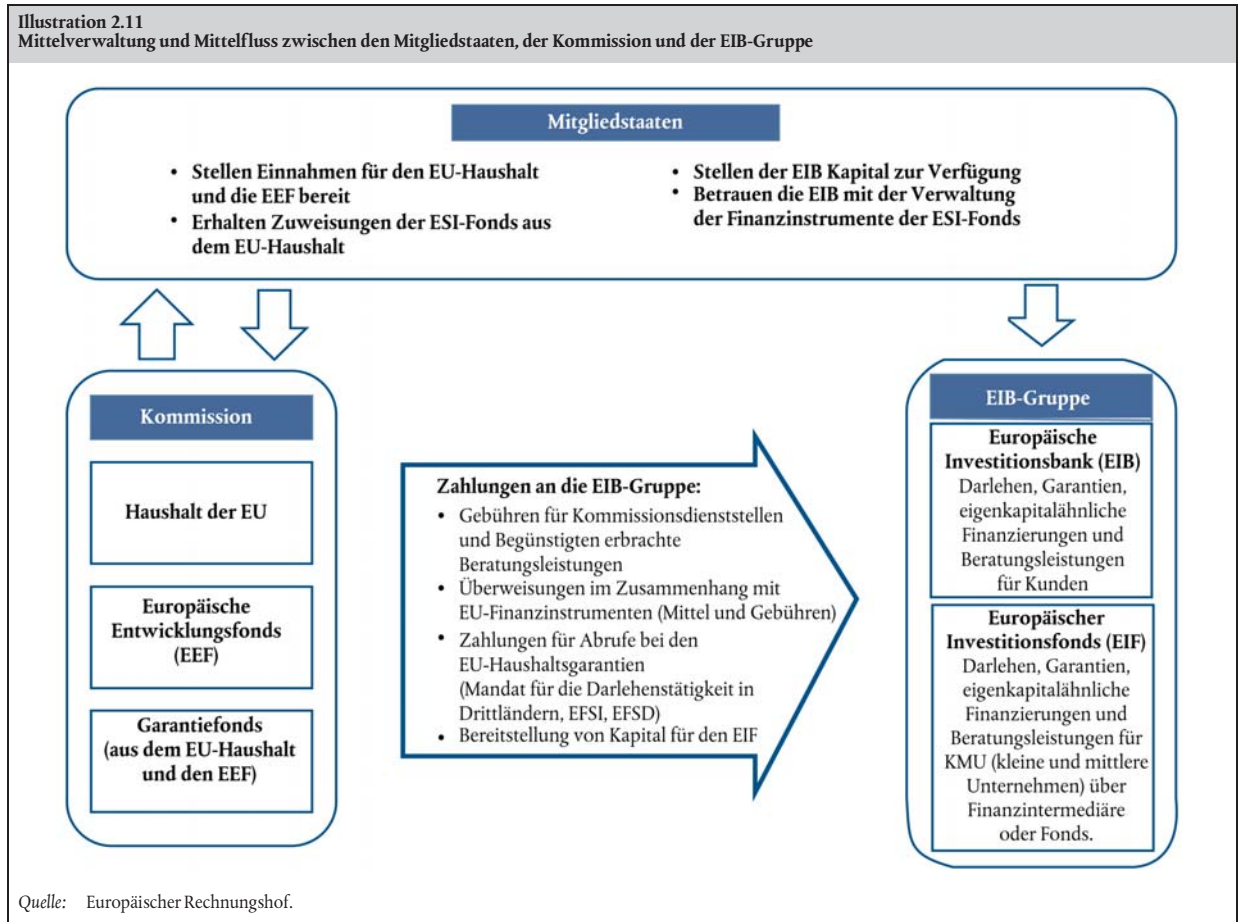 Illustration 2.11
Mittelverwaltung und Mittelfluss zwischen den Mitgliedstaaten, der Kommission und der EIB-Gruppe
Mitgliedstaaten
• Stellen Einnahmen für den EU-Haushalt
und die EEF bereit
• Erhalten Zuweisungen der ESI-Fonds aus
dem EU-Haushalt
• Stellen der EIB Kapital zur Verfügung
• Betrauen die EIB mit der Verwaltung
der Finanzinstrumente der ESI-Fonds
Kommission
Haushalt der EU
Europäische
Entwicklungsfonds
(EEF)
Garantiefonds
(aus dem EU-Haushalt
und den EEF)
Zahlungen an die EIB-Gruppe:
• Gebühren für Kommissionsdienststellen
und Begünstigten erbrachte
Beratungsleistungen
• Überweisungen im Zusammenhang mit
EU-Finanzinstrumenten (Mittel und Gebühren)
• Zahlungen für Abrufe bei den
EU-Haushaltsgarantien
(Mandat für die Darlehenstätigkeit in
Drittländern, EFSI, EFSD)
• Bereitstellung von Kapital für den EIF
EIB-Gruppe
Europäische
Investitionsbank (EIB)
Darlehen, Garantien,
eigenkapitalähnliche
Finanzierungen und
Beratungsleistungen
für Kunden
Europäischer
Investitionsfonds (EIF)
Darlehen, Garantien,
eigenkapitalähnliche
Finanzierungen und
Beratungsleistungen für
KMU (kleine und mittlere
Unternehmen) über
Finanzintermediäre
oder Fonds.
Quelle: Europäischer Rechnungshof.